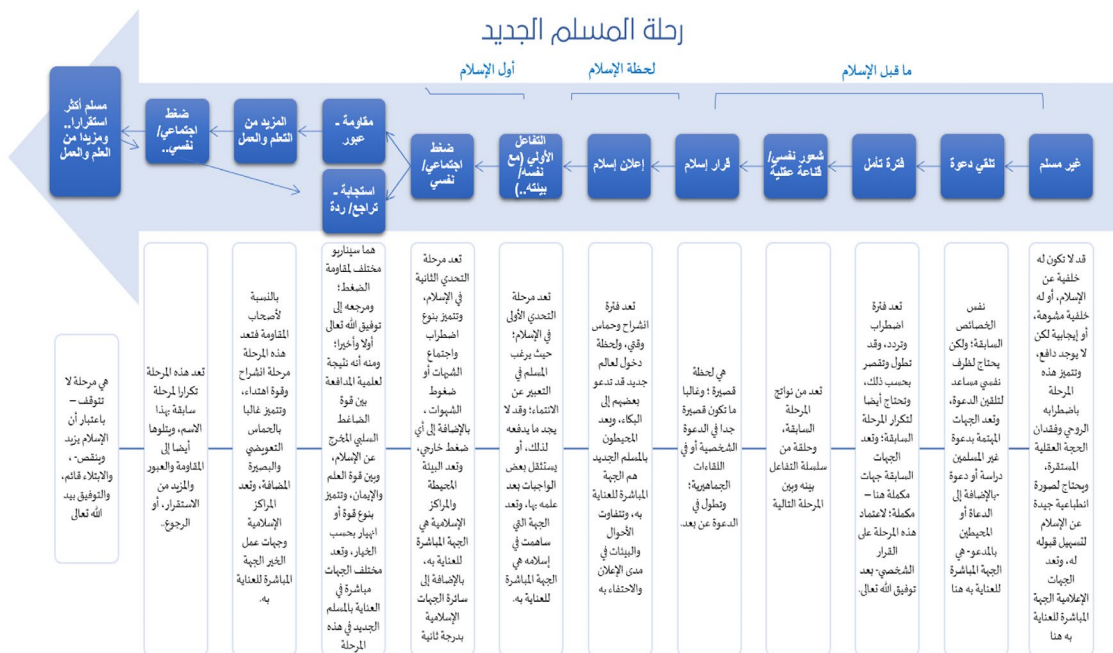 رحلة المسلم الجديد
ما قبل الإسلام
لحظة الإسلام
أول الإسلام
غير مسلم
تلقي دعوة
فترة تأمل
شعور نفسي/
قناعة عقلية
قرار إسلام
إعلان إسلام
التفاعل
الأولي (مع
نفسه/
بيئته..)
ضغط
اجتماعي/
نفسي
مقاومة ـ
عبور
استجابة ـ
تراجع/ ردة
المزيد من
التعلم والعمل
ضغط
اجتماعي/
نفسي..
مسلم أكثر
استقرارا..
ومزيدا من
العلم والعمل
قد لا تكون له
خلفية عن
الإسلام، أو له
خلفية مشوهة،
أو إيجابية لكن
لا يوجد دافع،
وتتميز هذه
المرحلة
باضطرابه
الروحي وفقدان
الحجة العقلية
المستقرة،
ويحتاج لصورة
انطباعية جيدة
عن الإسلام
لتسهيل قبوله
له، وتعد
الجهات
الإعلامية الجهة
المباشرة للعناية
به هنا
نفس
الخصائص
السابقة؛ ولكن
يحتاج لظرف
نفسي مساعد
لتلقين الدعوة،
وتعد الجهات
المهتمة بدعوة
غير المسلمين
دراسة أو دعوة
-بالإضافة إلى
الدعاة أو
المحيطين
بالمدعو- هي
الجهة المباشرة
للعناية به هنا
تعد فترة
اضطراب
وتردد، وقد
تطول وتقصر
بحسب ذلك،
وتحتاج أيضا
لتكرار المرحلة
السابقة؛ وتعد
الجهات
السابقة جهات
مكملة هنا –
مكملة؛ لاعتماد
هذه المرحلة على
القرار
الشخصي- بعد
توفيق الله تعالى.
تعد من نواتج
المرحلة
السابقة،
وحلقة من
سلسلة التفاعل
بينه وبين
المرحلة التالية
هي لحظة
قصيرة ؛ وغالبا
ما تكون قصيرة
جدا في الدعوة
الشخصية أو في
اللقاءات
الجماهيرية؛
وتطول في
الدعوة عن بعد.
تعد فترة
انشراح وحماس
وقتي، ولحظة
دخول لعالم
جديد قد تدعو
بعضهم إلى
البكاء، ويعد
المحيطون
بالمسلم الجديد
هم الجهة
المباشرة للعناية
به، وتتفاوت
الأحوال
والبيئات في
مدى الإعلان
والاحتفاء به
تعد مرحلة
التحدي الأولى
في الإسلام؛
حيث يرغب
المسلم في
التعبير عن
الانتماء؛ وقد لا
يجد ما يدفعه
لذلك، أو
يستثقل بعض
الواجبات بعد
علمه بها، وتعد
الجهة التي
ساهمت في
إسلامه هي
الجهة المباشرة
للعناية به.
تعد مرحلة
التحدي الثانية
في الإسلام،
وتتميز بنوع
اضطراب
واجتماع
الشبهات أو
ضغوط
الشهوات ،
بالإضافة إلى أي
ضغط خارجي،
وتعد البيئة
المحيطة
والمراكز
الإسلامية هي
الجهة المباشرة
للعناية به،
بالإضافة إلى
سائرة الجهات
الإسلامية
بدرجة ثانية
هما سيناريو
مختلف لمقاومة
الضغط؛
ومرجعه إلى
توفيق الله تعالى
أولا وأخيرا؛
ومنه أنه نتيجة
لعلمية المدافعة
بين قوة
الضاغط
السلبي المخرج
عن الإسلام،
وبين قوة العلم
والإيمان، وتتميز
بنوع قوة أو
انهيار بحسب
الخيار، وتعد
مختلف الجهات
مباشرة في
العناية بالمسلم
الجديد في هذه
المرحلة
بالنسبة
لأصحاب
المقاومة فتعد
هذه المرحلة
مرحلة انشراح
وقوة اهتداء،
وتتميز غالبا
بالحماس
التعويضي
والبصيرة
المضافة، وتعد
المراكز
الإسلامية
وجهات عمل
الخير الجهة
المباشرة للعناية
به.
تعد هذه المرحلة
تكرارا لمرحلة
سابقة بهذا
الاسم، ويتلوها
أيضا إلى
المقاومة والعبور
والمزيد من
الاستقرار، أو
الرجوع.
هي مرحلة لا
تتوقف –
باعتبار أن
الإسلام يزيد
وينقص- ،
والابتلاء قائم،
والتوفيق بيد
الله تعالى